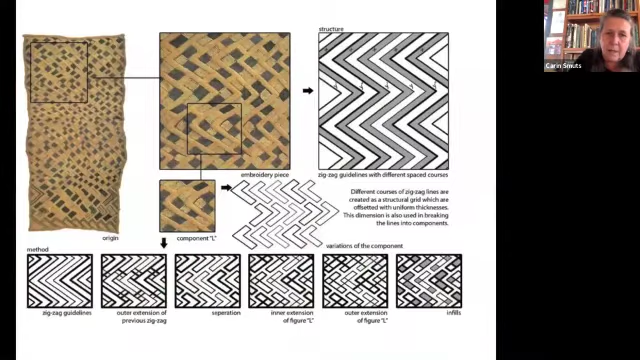 structure
Carin Smuts
embroidery piece
zig-zag guidelines with different spaced courses
Different courses of zig-zag lines are
created as a structural grid which are
offsetted with uniform thicknesses.
This dimension is also used in breaking
the lines into components.
origin
component "L"
variations of the component
method
zig-zag guidelines
outer extension of
previous zig-zag
seperation
inner extension
of figure "L"
outer extension
of figure "L"
infills